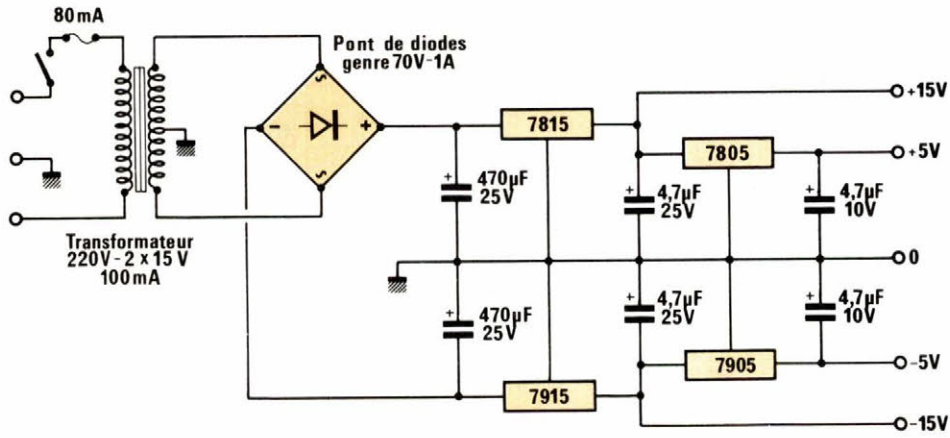 80mA
Pont de diodes
genre 70V-1A
∿
-
+
∿
Transformateur
220V - 2 x 15 V
100mA
+
470µF
25V
+
470µF
25V
7815
7915
+
4,7µF
25V
+
4,7µF
25V
7805
7905
+
4,7µF
10V
+
4,7µF
10V
+15V
+5V
0
-5V
-15V